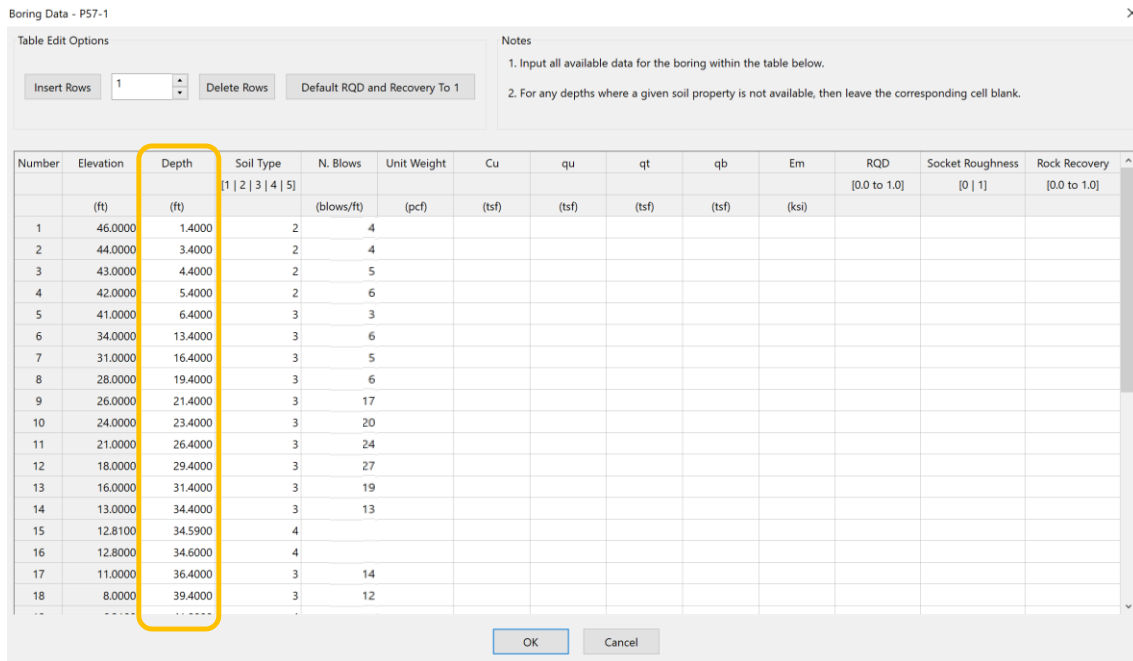 Boring Data - P57-1
Table Edit Options
Notes
1. Input all available data for the boring within the table below.
Insert Rows 1 Delete Rows Default RQD and Recovery To 1
2. For any depths where a given soil property is not available, then leave the corresponding cell blank.
Number Elevation Depth Soil Type N. Blows Unit Weight Cu qu qt qb Em RQD Socket Roughness Rock Recovery
[1 | 2 | 3 | 4 | 5] [0.0 to 1.0] [0 | 1] [0.0 to 1.0]
(ft) (ft) (blows/ft) (pcf) (tsf) (tsf) (tsf) (tsf) (ksi)
1 46.0000 1.4000 2 4
2 44.0000 3.4000 2 4
3 43.0000 4.4000 2 5
4 42.0000 5.4000 2 6
5 41.0000 6.4000 3 3
6 34.0000 13.4000 3 6
7 31.0000 16.4000 3 5
8 28.0000 19.4000 3 6
9 26.0000 21.4000 3 17
10 24.0000 23.4000 3 20
11 21.0000 26.4000 3 24
12 18.0000 29.4000 3 27
13 16.0000 31.4000 3 19
14 13.0000 34.4000 3 13
15 12.8100 34.5900 4
16 12.8000 34.6000 4
17 11.0000 36.4000 3 14
18 8.0000 39.4000 3 12
OK Cancel